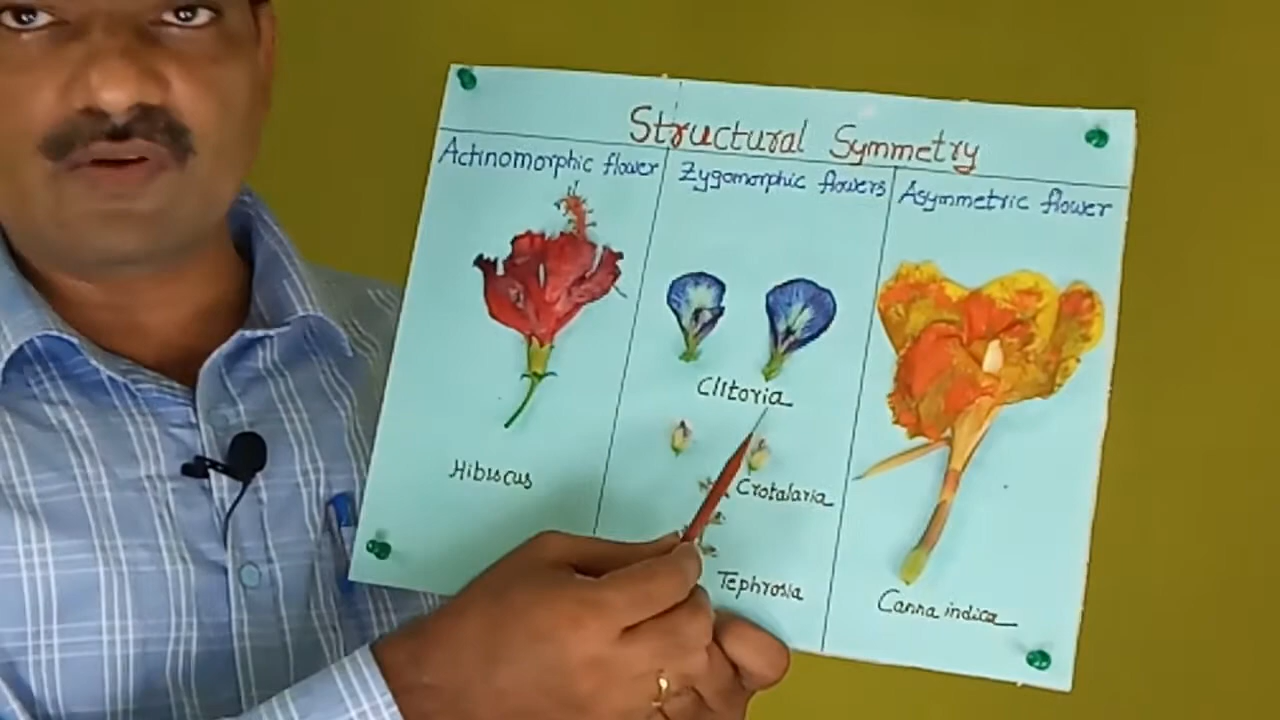 Structural Symmetry
Actinomorphic flower
Zygomorphic flowers
Asymmetric flower
Hibiscus
Clitoria
Crotalaria
Tephrosia
Canna indica